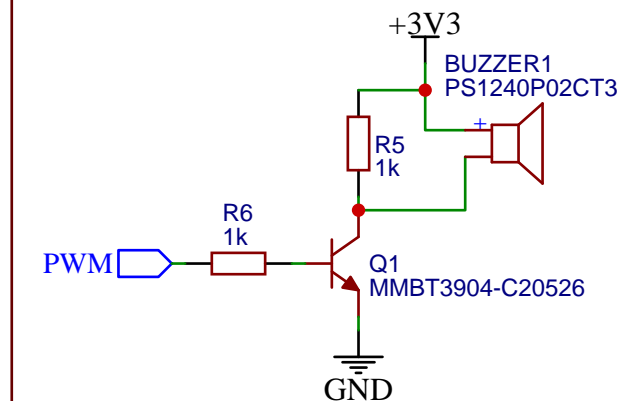 +3V3
BUZZER1
PS1240P02CT3
+
R5
1k
R6
1k
PWM
Q1
MMBT3904-C20526
GND